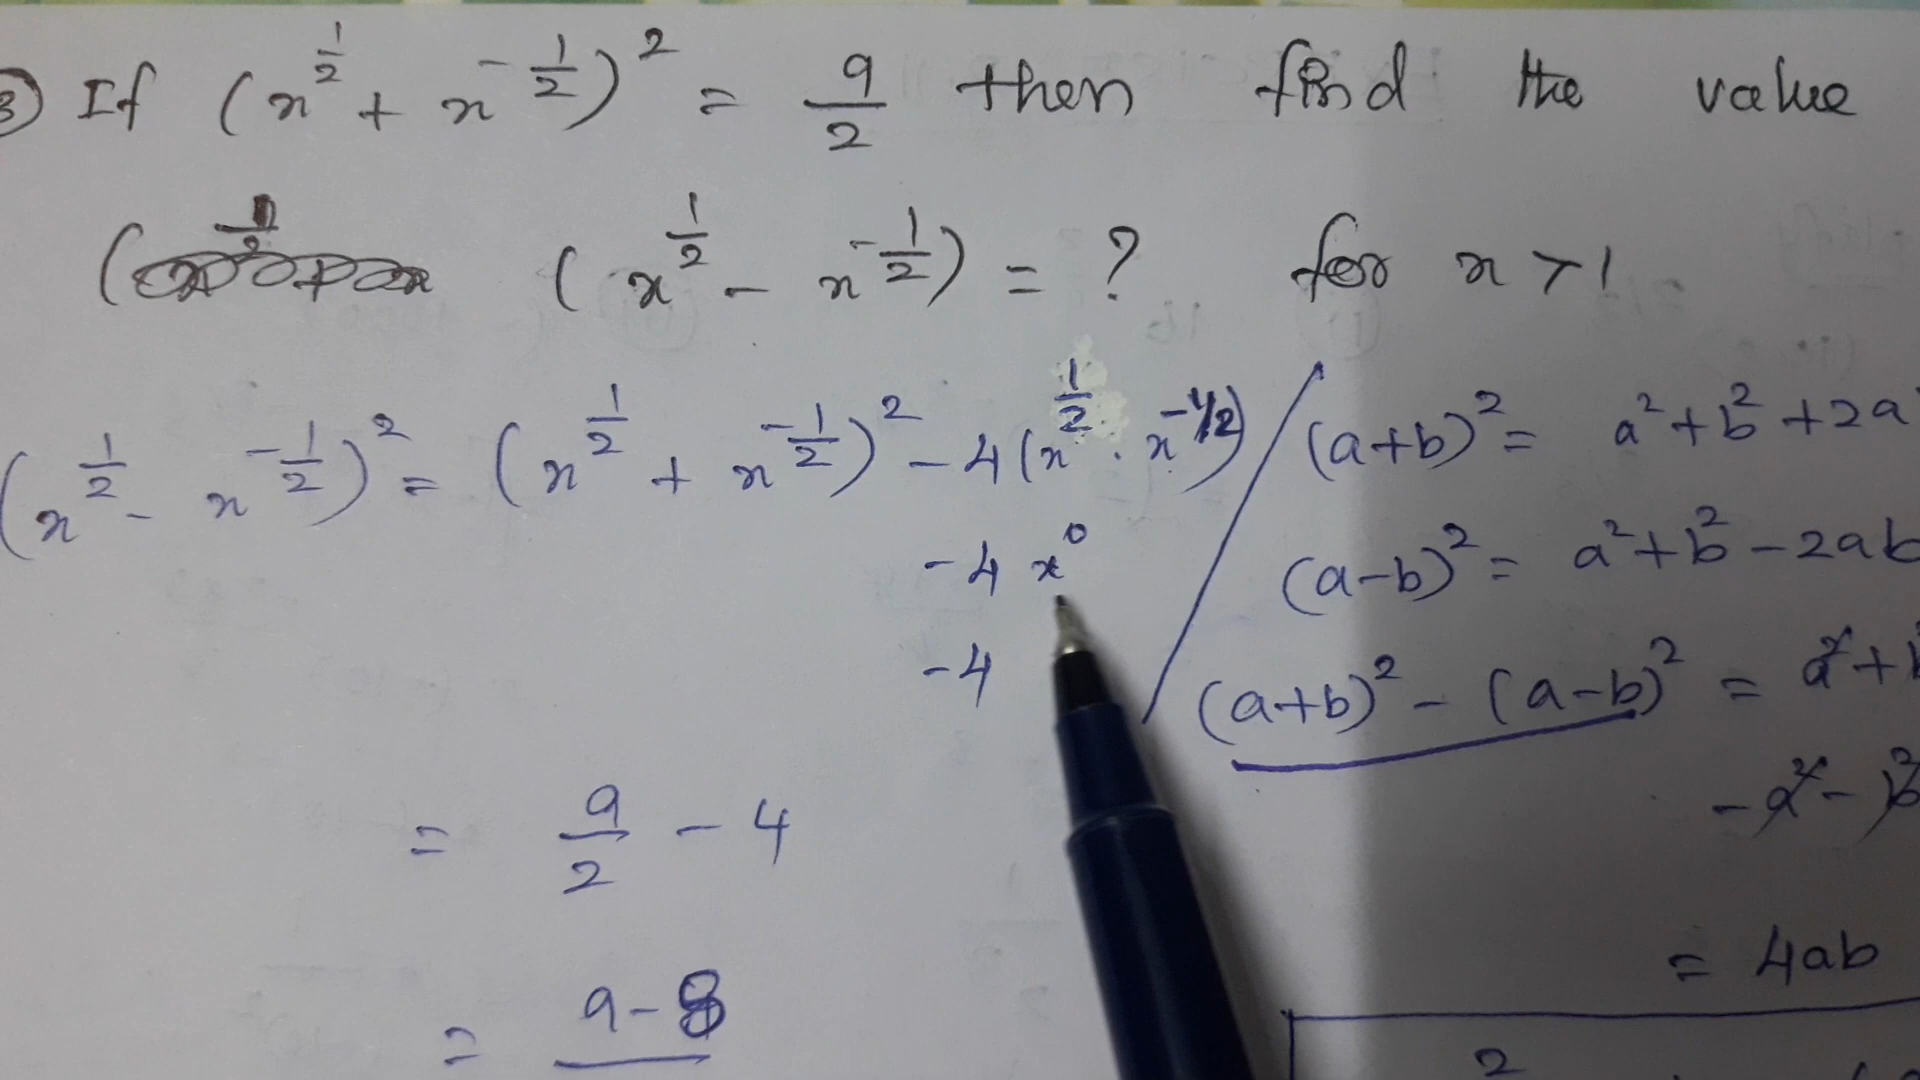 3) If (x^{1/2} + x^{-1/2})^2 = 9/2 then find the value
(x^{1/2} - x^{-1/2}) = ? for x > 1
(x^{1/2} - x^{-1/2})^2 = (x^{1/2} + x^{-1/2})^2 - 4(x^{1/2} . x^{-1/2})
- 4 x^0
- 4
= 9/2 - 4
= 9-8
(a+b)^2 = a^2 + b^2 + 2a
(a-b)^2 = a^2 + b^2 - 2ab
(a+b)^2 - (a-b)^2 = a^2 +
- a^2 - b^2
= 4ab
2